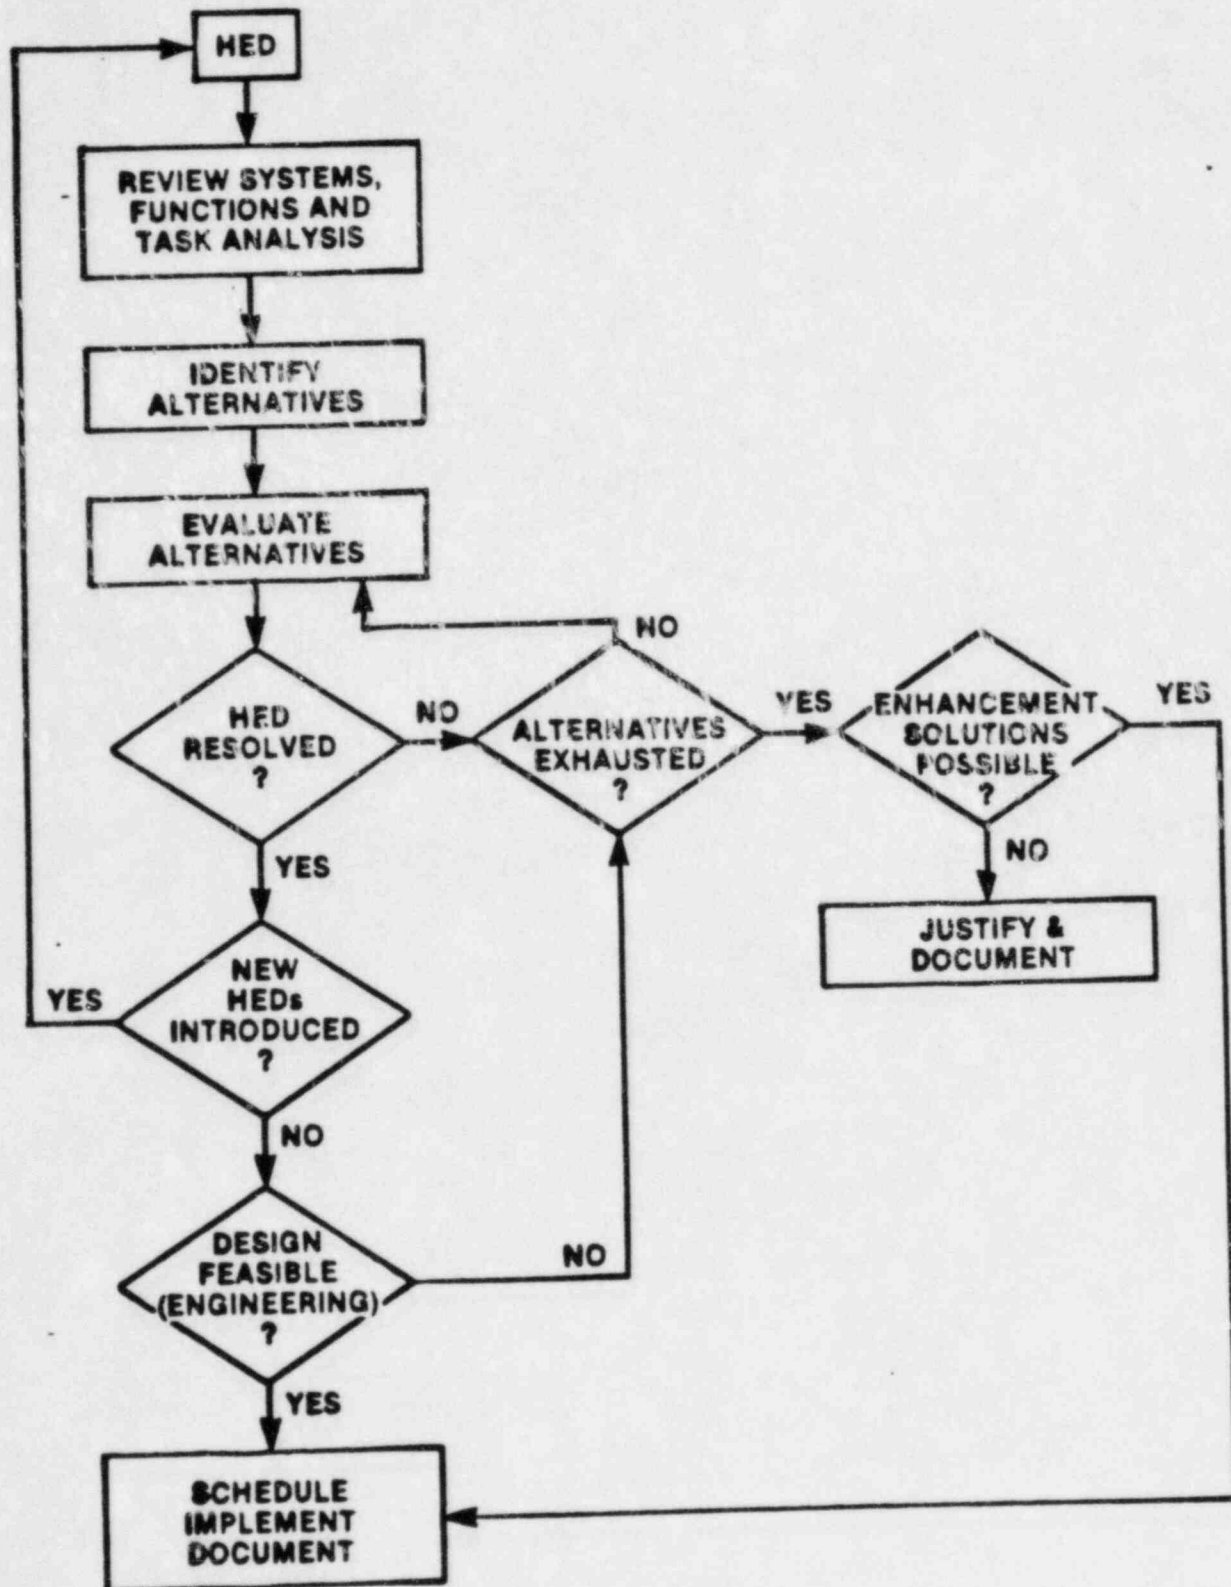 HED
REVIEW SYSTEMS,
FUNCTIONS AND
TASK ANALYSIS
IDENTIFY
ALTERNATIVES
EVALUATE
ALTERNATIVES
NO
HED
RESOLVED
?
NO
ALTERNATIVES
EXHAUSTED
?
YES
ENHANCEMENT
SOLUTIONS
POSSIBLE
?
YES
YES
NO
JUSTIFY &
DOCUMENT
NEW
HEDs
INTRODUCED
?
YES
NO
DESIGN
FEASIBLE
(ENGINEERING)
?
NO
YES
SCHEDULE
IMPLEMENT
DOCUMENT